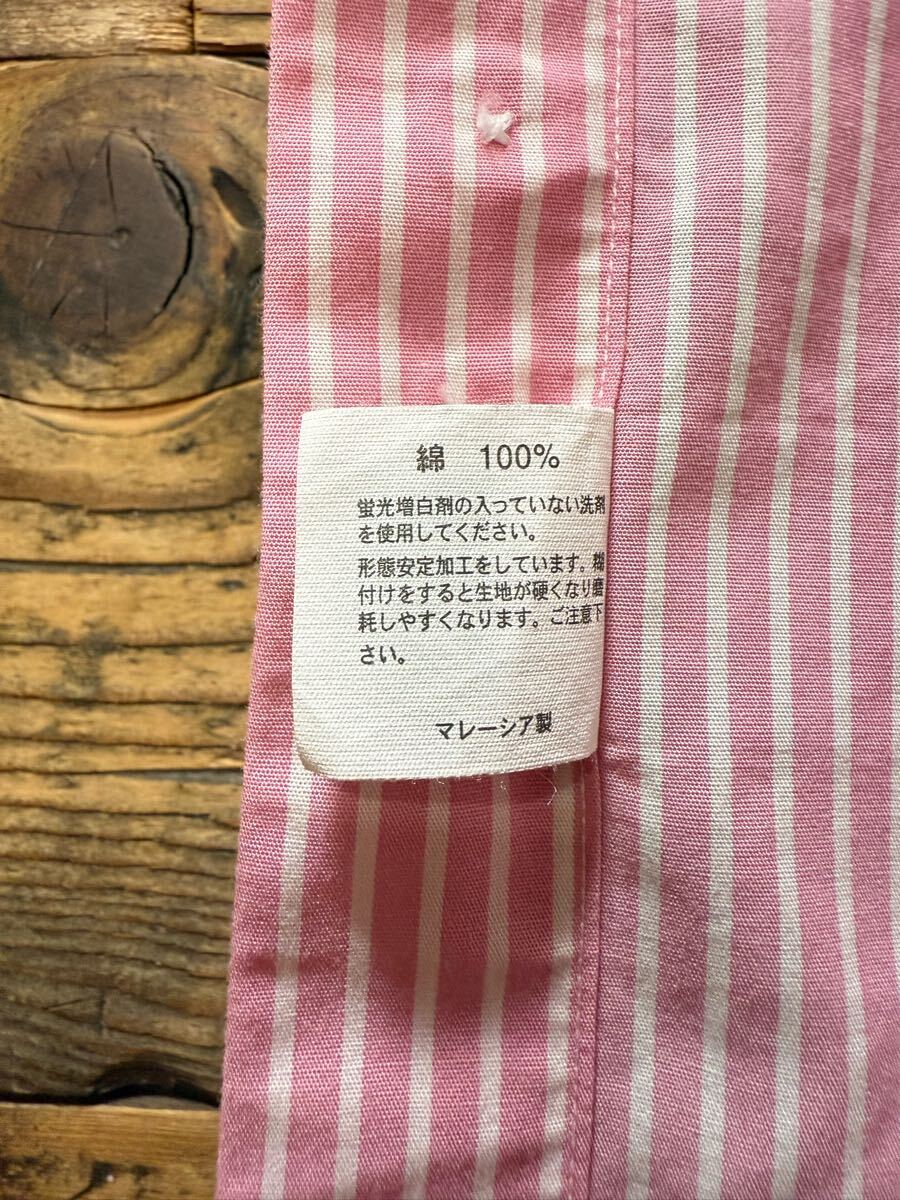 綿　100%
蛍光増白剤の入っていない洗剤
を使用してください。
形態安定加工をしています。糊
付けをすると生地が硬くなり磨
耗しやすくなります。ご注意下
さい。
マレーシア製